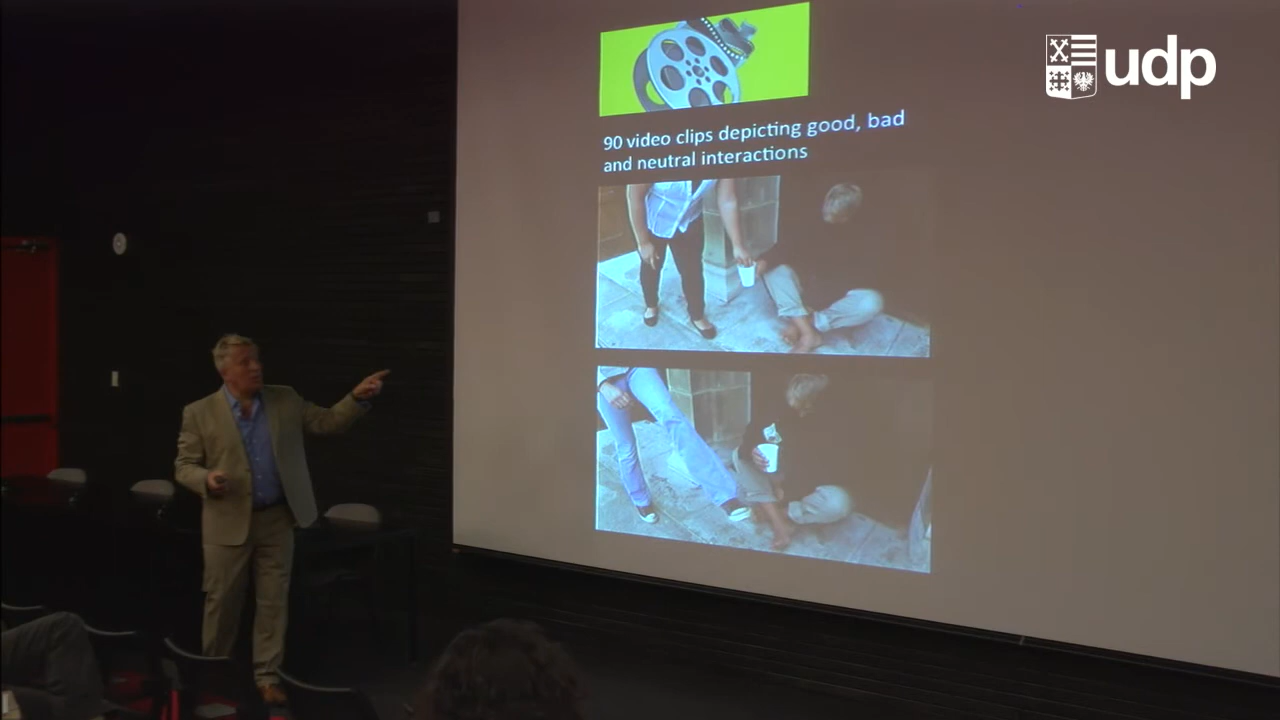 udp
90 video clips depicting good, bad
and neutral interactions